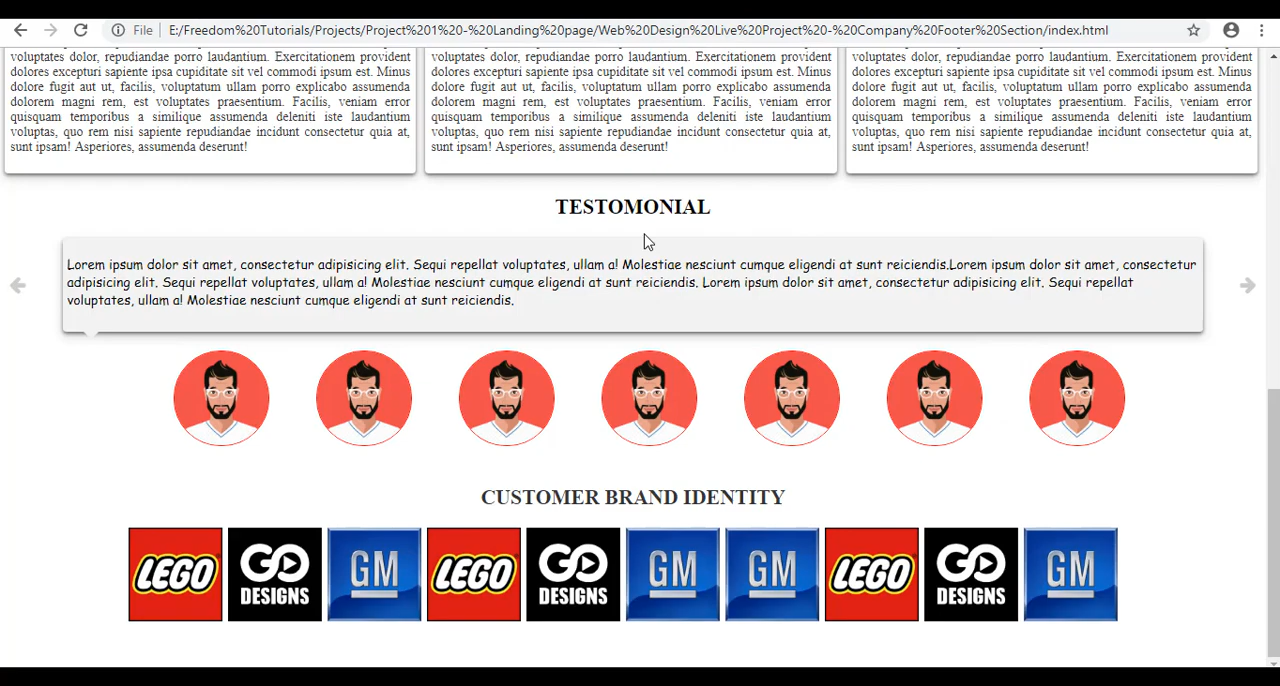 File | E:/Freedom%20Tutorials/Projects/Project%201%20-%20Landing%20page/Web%20Design%20Live%20Project%20-%20Company%20Footer%20Section/index.html
voluptates dolor, repudiandae porro laudantium. Exercitationem provident
dolores excepturi sapiente ipsa cupiditate sit vel commodi ipsum est. Minus
dolore fugit aut ut, facilis, voluptatum ullam porro explicabo assumenda
dolorem magni rem, est voluptates praesentium. Facilis, veniam error
quisquam temporibus a similique assumenda deleniti iste laudantium
voluptas, quo rem nisi sapiente repudiandae incidunt consectetur quia at,
sunt ipsam! Asperiores, assumenda deserunt!
voluptates dolor, repudiandae porro laudantium. Exercitationem provident
dolores excepturi sapiente ipsa cupiditate sit vel commodi ipsum est. Minus
dolore fugit aut ut, facilis, voluptatum ullam porro explicabo assumenda
dolorem magni rem, est voluptates praesentium. Facilis, veniam error
quisquam temporibus a similique assumenda deleniti iste laudantium
voluptas, quo rem nisi sapiente repudiandae incidunt consectetur quia at,
sunt ipsam! Asperiores, assumenda deserunt!
voluptates dolor, repudiandae porro laudantium. Exercitationem provident
dolores excepturi sapiente ipsa cupiditate sit vel commodi ipsum est. Minus
dolore fugit aut ut, facilis, voluptatum ullam porro explicabo assumenda
dolorem magni rem, est voluptates praesentium. Facilis, veniam error
quisquam temporibus a similique assumenda deleniti iste laudantium
voluptas, quo rem nisi sapiente repudiandae incidunt consectetur quia at,
sunt ipsam! Asperiores, assumenda deserunt!
TESTOMONIAL
Lorem ipsum dolor sit amet, consectetur adipisicing elit. Sequi repellat voluptates, ullam a! Molestiae nesciunt cumque eligendi at sunt reiciendis.Lorem ipsum dolor sit amet, consectetur
adipisicing elit. Sequi repellat voluptates, ullam a! Molestiae nesciunt cumque eligendi at sunt reiciendis. Lorem ipsum dolor sit amet, consectetur adipisicing elit. Sequi repellat
voluptates, ullam a! Molestiae nesciunt cumque eligendi at sunt reiciendis.
CUSTOMER BRAND IDENTITY
LEGO
GO
DESIGNS
GM
LEGO
GO
DESIGNS
GM
GM
LEGO
GO
DESIGNS
GM